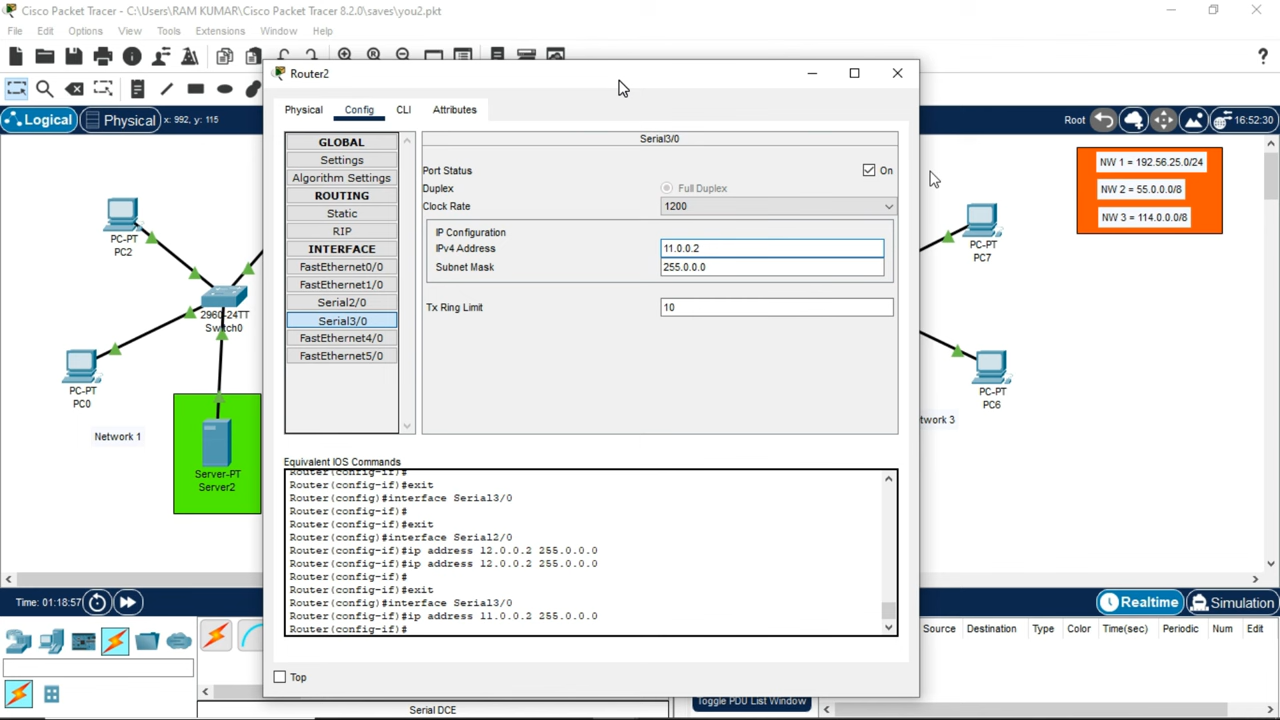 Cisco Packet Tracer - C:\Users\RAM KUMAR\Cisco Packet Tracer 8.2.0\saves\you2.pkt
File Edit Options View Tools Extensions Window Help
?
Logical Physical x: 992, y: 115
Root 16:52:30
Router2
Physical Config CLI Attributes
GLOBAL
Settings
Algorithm Settings
ROUTING
Static
RIP
INTERFACE
FastEthernet0/0
FastEthernet1/0
Serial2/0
Serial3/0
FastEthernet4/0
FastEthernet5/0
Serial3/0
Port Status On
Duplex Full Duplex
Clock Rate 1200
IP Configuration
IPv4 Address 11.0.0.2
Subnet Mask 255.0.0.0
Tx Ring Limit 10
Equivalent IOS Commands
Router(config-if)#
Router(config-if)#exit
Router(config)#interface Serial3/0
Router(config-if)#
Router(config-if)#exit
Router(config)#interface Serial2/0
Router(config-if)#ip address 12.0.0.2 255.0.0.0
Router(config-if)#ip address 12.0.0.2 255.0.0.0
Router(config-if)#
Router(config-if)#exit
Router(config)#interface Serial3/0
Router(config-if)#ip address 11.0.0.2 255.0.0.0
Router(config-if)#
Top
PC-PT
PC2
2960-24TT
Switch0
PC-PT
PC0
Network 1
Server-PT
Server2
NW 1 = 192.56.25.0/24
NW 2 = 55.0.0.0/8
NW 3 = 114.0.0.0/8
PC-PT
PC7
PC-PT
PC6
twork 3
Time: 01:18:57
Realtime Simulation
Source Destination Type Color Time(sec) Periodic Num Edit
Toggle PDU List Window
Serial DCE